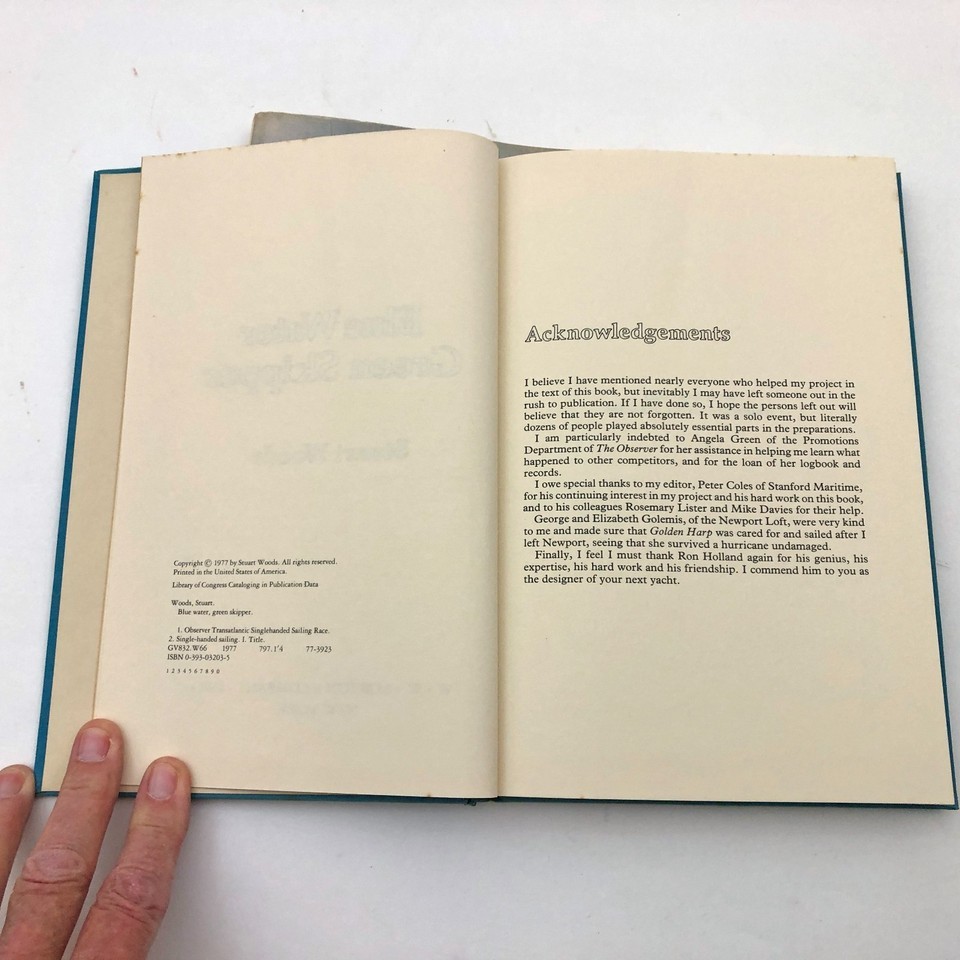 Copyright © 1977 by Stuart Woods. All rights reserved.
Printed in the United States of America.
Library of Congress Cataloging in Publication Data
Woods, Stuart.
Blue water, green skipper.
1. Observer Transatlantic Singlehanded Sailing Race.
2. Single-handed sailing. I. Title.
GV832.W66 1977 797.1'4 77-3923
ISBN 0-393-03203-5
1 2 3 4 5 6 7 8 9 0
Acknowledgements
I believe I have mentioned nearly everyone who helped my project in
the text of this book, but inevitably I may have left someone out in the
rush to publication. If I have done so, I hope the persons left out will
believe that they are not forgotten. It was a solo event, but literally
dozens of people played absolutely essential parts in the preparations.
I am particularly indebted to Angela Green of the Promotions
Department of The Observer for her assistance in helping me learn what
happened to other competitors, and for the loan of her logbook and
records.
I owe special thanks to my editor, Peter Coles of Stanford Maritime,
for his continuing interest in my project and his hard work on this book,
and to his colleagues Rosemary Lister and Mike Davies for their help.
George and Elizabeth Golemis, of the Newport Loft, were very kind
to me and made sure that Golden Harp was cared for and sailed after I
left Newport, seeing that she survived a hurricane undamaged.
Finally, I feel I must thank Ron Holland again for his genius, his
expertise, his hard work and his friendship. I commend him to you as
the designer of your next yacht.